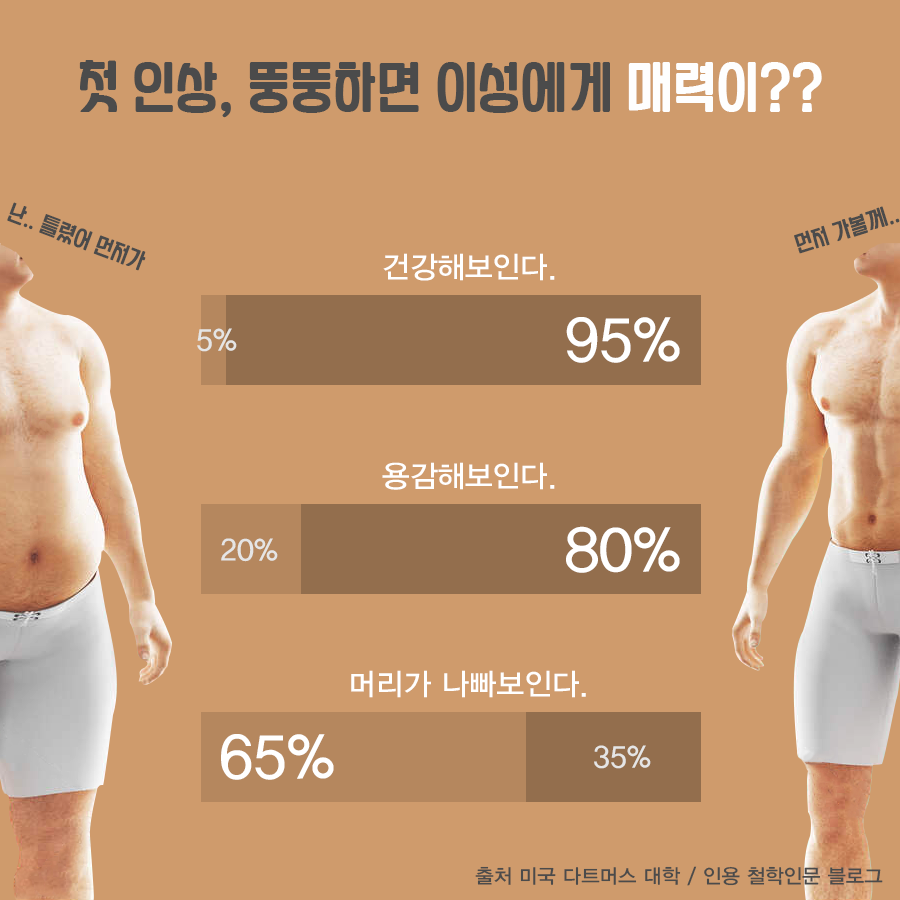 첫 인상, 뚱뚱하면 이성에게 매력이??
난.. 틀렸어 먼저가
먼저 가볼께..
건강해보인다.
5% 95%
용감해보인다.
20% 80%
머리가 나빠보인다.
65% 35%
출처 미국 다트머스 대학 / 인용 철학인문 블로그